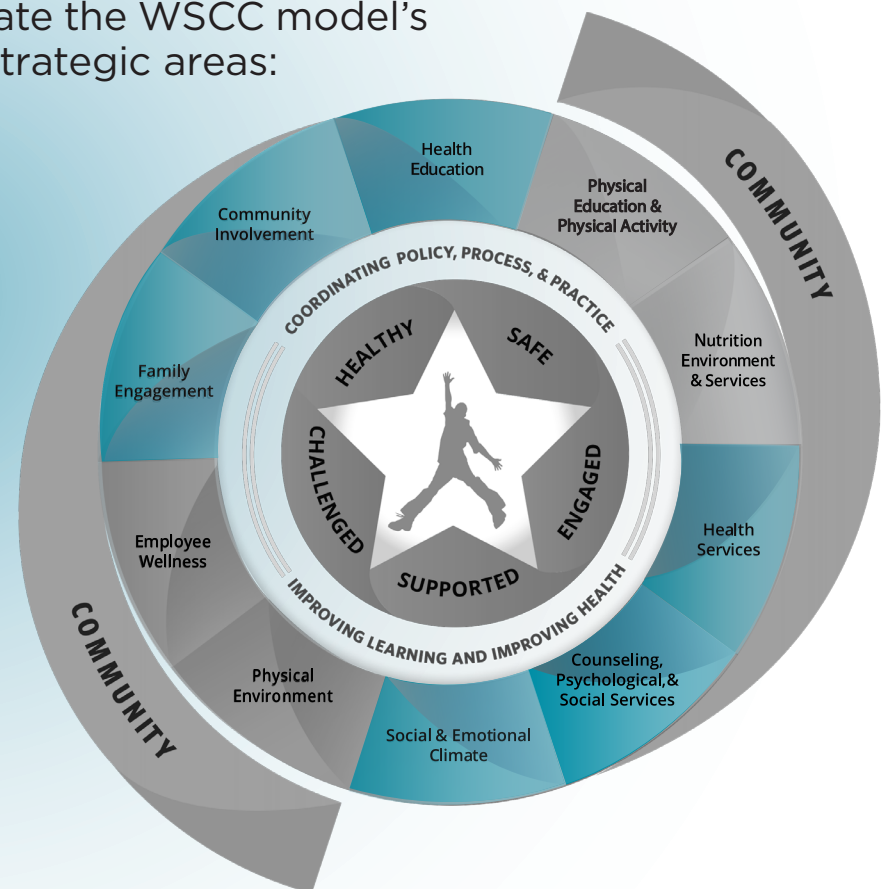 ate the WSCC model's
trategic areas:
COMMUNITY
Health
Education
Physical
Education &
Physical Activity
Community
Involvement
Nutrition
Environment
& Services
Family
Engagement
COORDINATING POLICY, PROCESS, & PRACTICE
HEALTHY
SAFE
CHALLENGED
ENGAGED
SUPPORTED
IMPROVING LEARNING AND IMPROVING HEALTH
Employee
Wellness
Health
Services
Physical
Environment
Counseling,
Psychological,&
Social Services
Social & Emotional
Climate
COMMUNITY